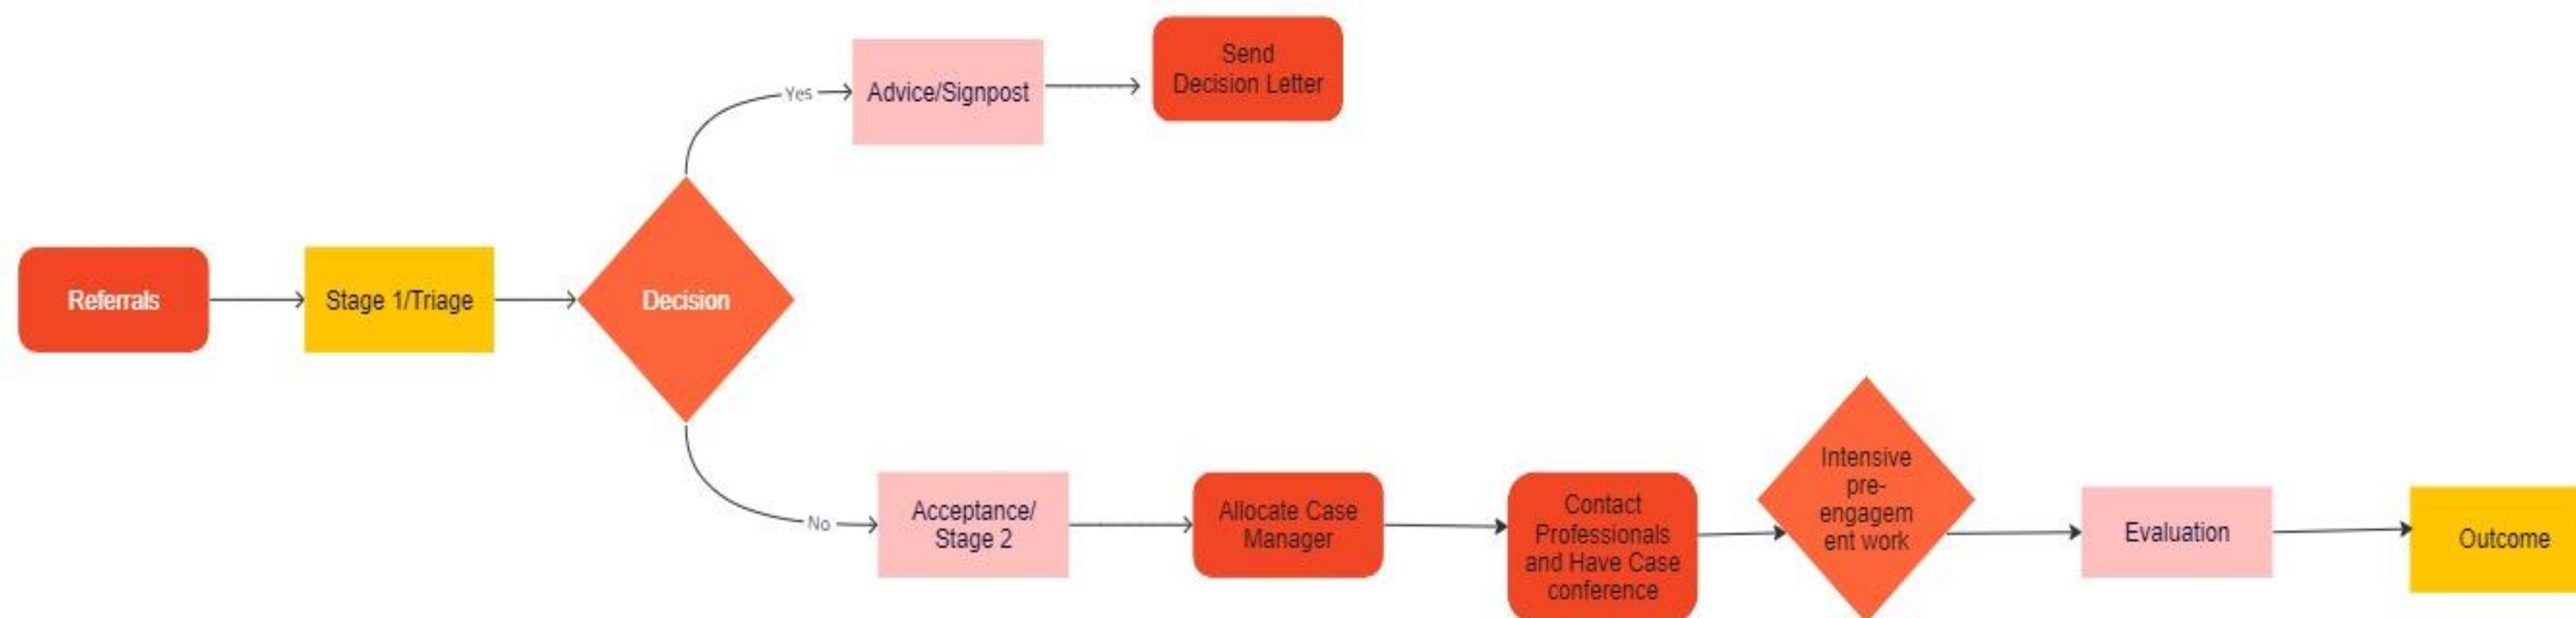 Send
Decision Letter
Yes
Advice/Signpost
Referrals
Stage 1/Triage
Decision
No
Acceptance/
Stage 2
Allocate Case
Manager
Contact
Professionals
and Have Case
conference
Intensive
pre-
engagem
ent work
Evaluation
Outcome